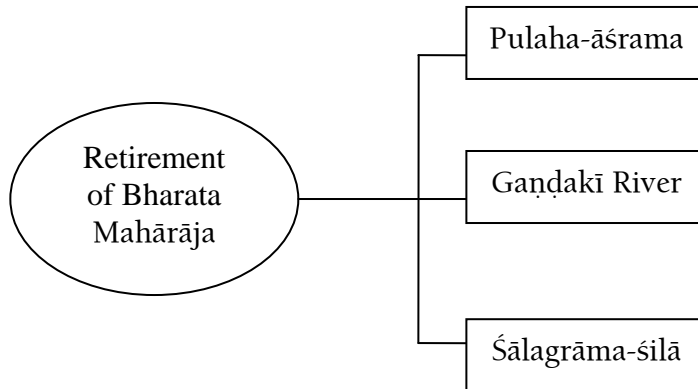 Retirement
of Bharata
Mahārāja
Pulaha-āśrama
Gaṇḍakī River
Śālagrāma-śilā